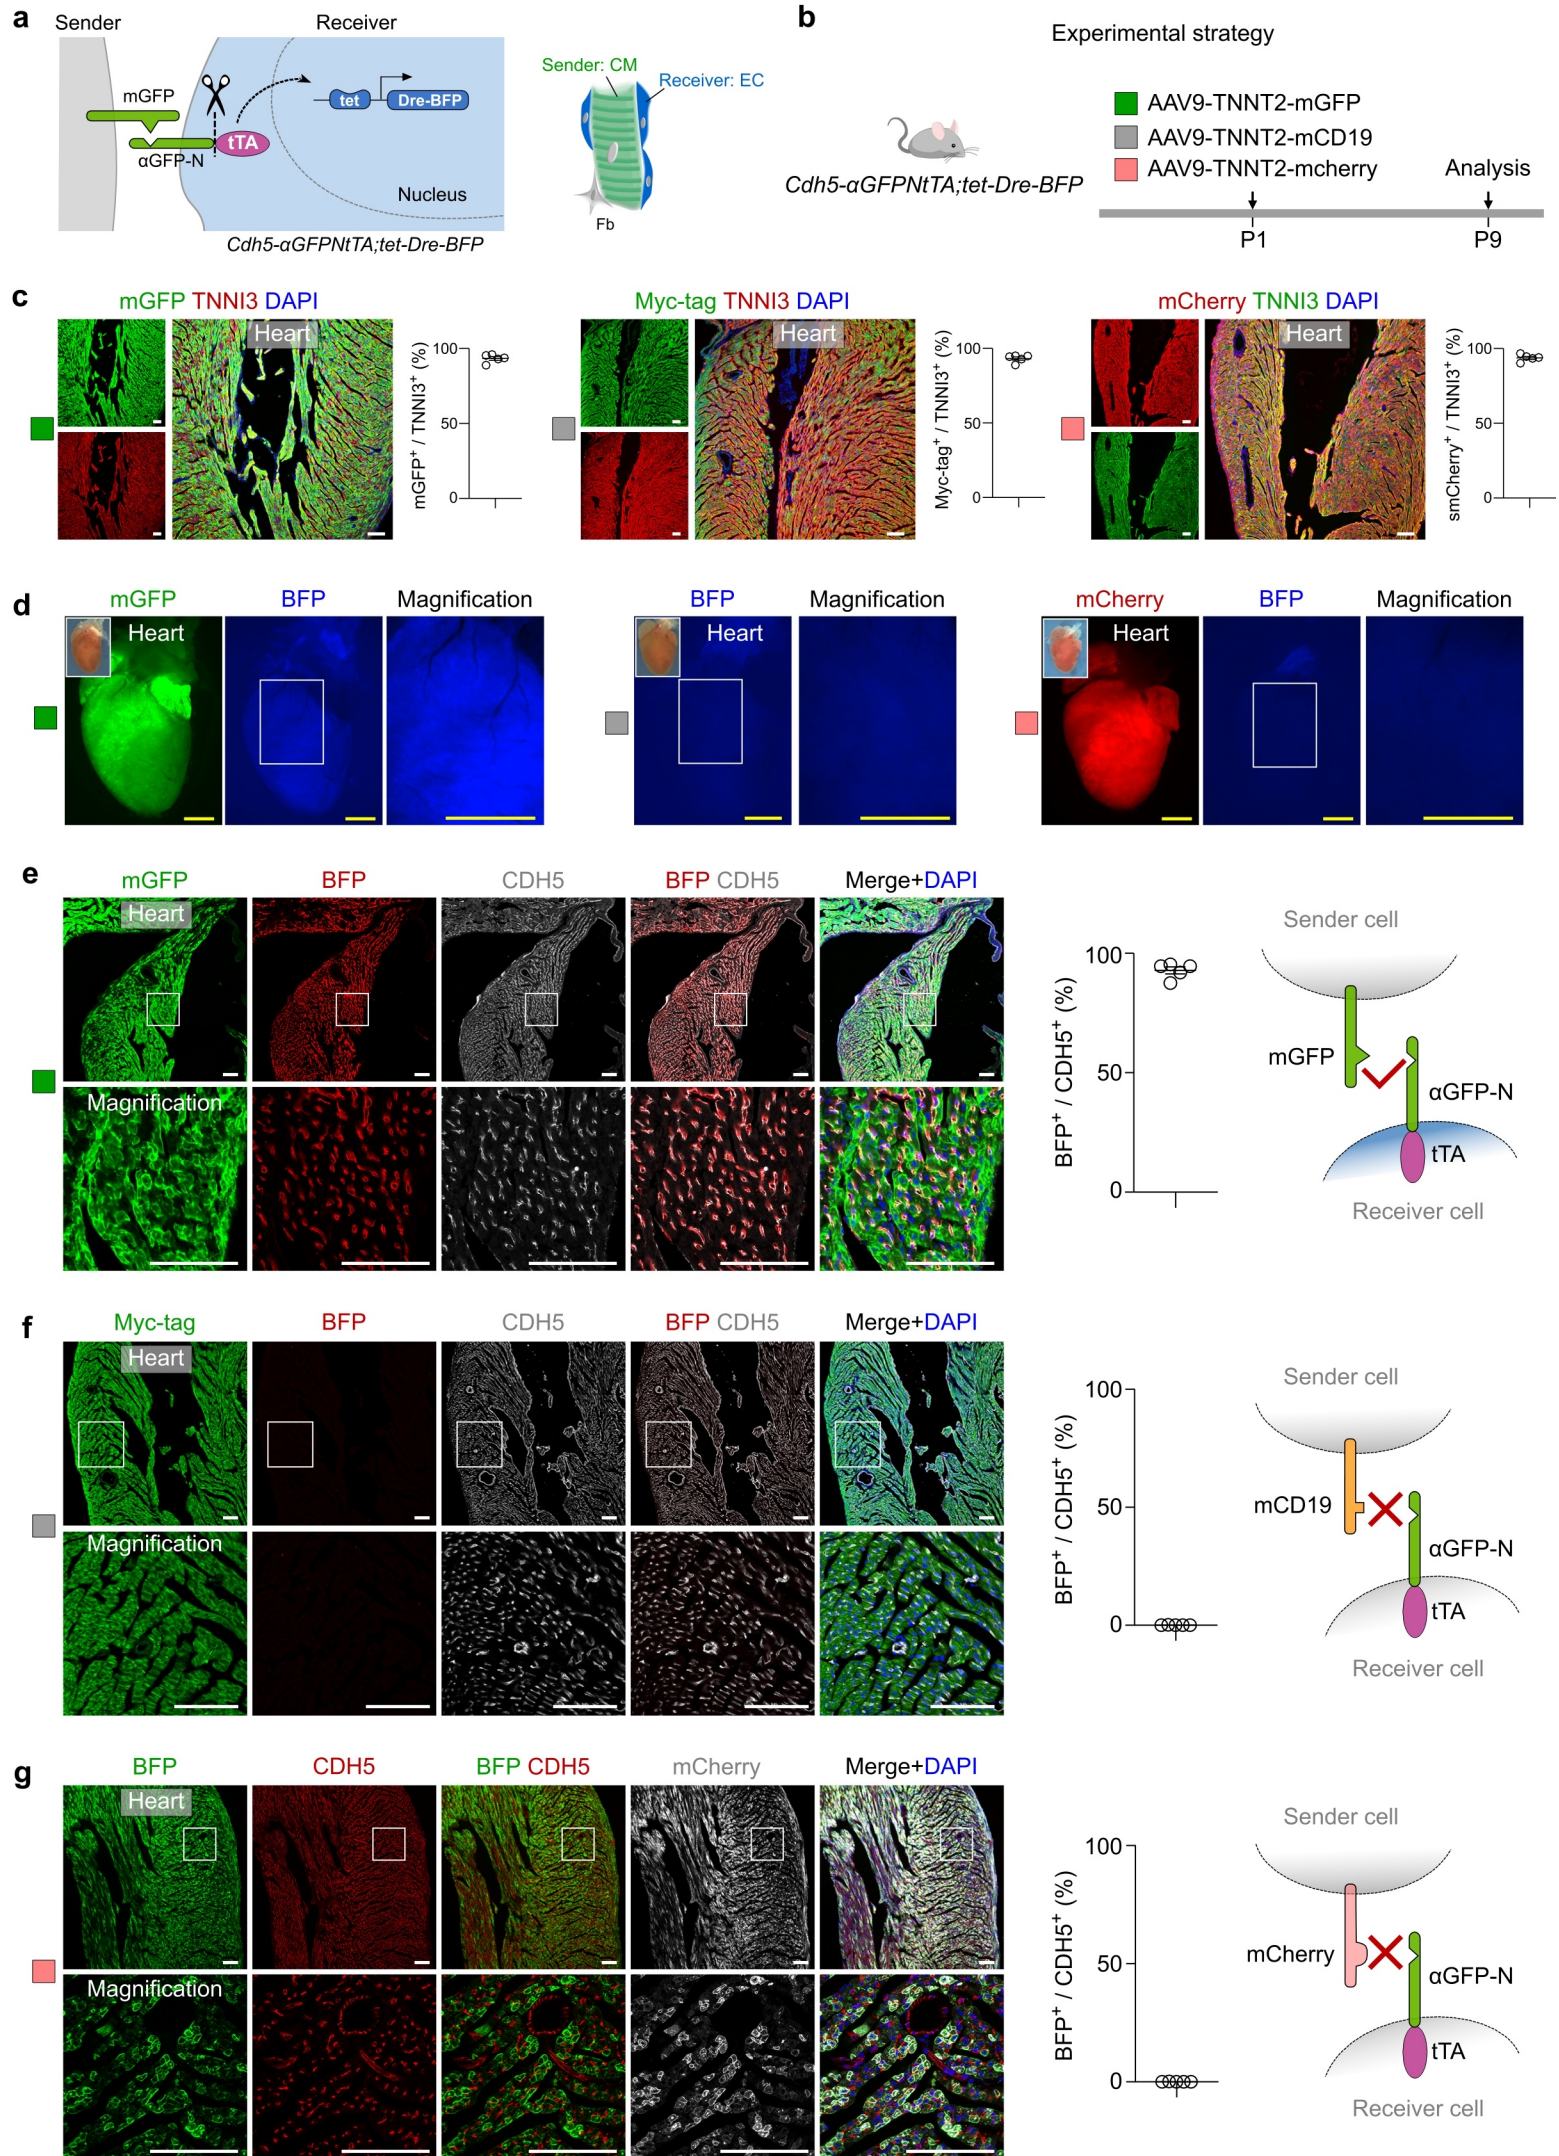 a
Sender
Receiver
mGFP
αGFP-N
tTA
tet
Dre-BFP
Nucleus
Cdh5-αGFPNtTA;tet-Dre-BFP
Sender: CM
Receiver: EC
Fb
b
Experimental strategy
AAV9-TNNT2-mGFP
AAV9-TNNT2-mCD19
AAV9-TNNT2-mcherry
Analysis
Cdh5-αGFPNtTA;tet-Dre-BFP
P1
P9
c
mGFP TNNI3 DAPI
Heart
mGFP⁺ / TNNI3⁺ (%)
100
50
0
Myc-tag TNNI3 DAPI
Heart
Myc-tag⁺ / TNNI3⁺ (%)
100
50
0
mCherry TNNI3 DAPI
Heart
smCherry⁺ / TNNI3⁺ (%)
100
50
0
d
mGFP
BFP
Magnification
Heart
BFP
Magnification
Heart
mCherry
BFP
Magnification
Heart
e
mGFP
BFP
CDH5
BFP CDH5
Merge+DAPI
Heart
Magnification
BFP⁺ / CDH5⁺ (%)
100
50
0
Sender cell
mGFP
αGFP-N
tTA
Receiver cell
f
Myc-tag
BFP
CDH5
BFP CDH5
Merge+DAPI
Heart
Magnification
BFP⁺ / CDH5⁺ (%)
100
50
0
Sender cell
mCD19
αGFP-N
tTA
Receiver cell
g
BFP
CDH5
BFP CDH5
mCherry
Merge+DAPI
Heart
Magnification
BFP⁺ / CDH5⁺ (%)
100
50
0
Sender cell
mCherry
αGFP-N
tTA
Receiver cell